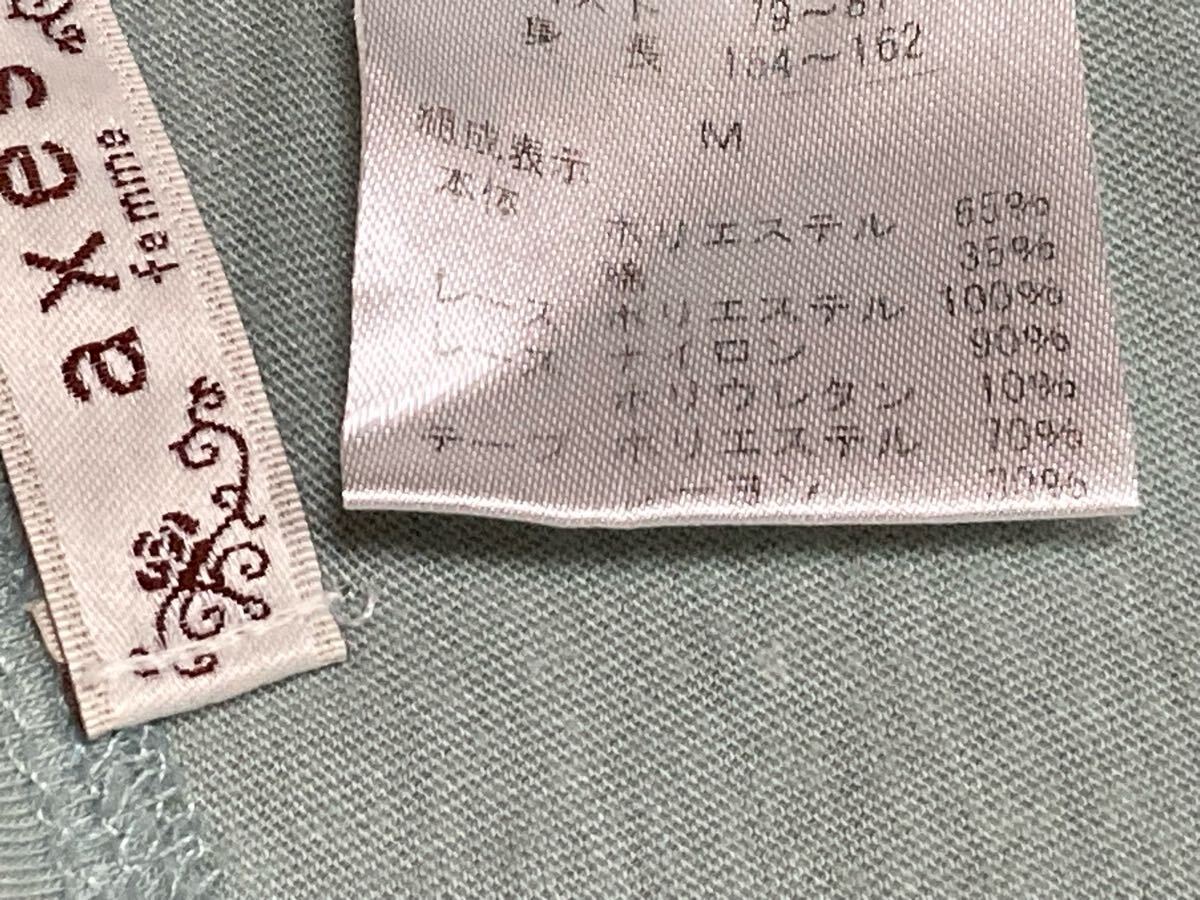 axes
femme
79～87
身 長 154～162
M
組成表示
本体
ポリエステル 65%
綿 35%
レース ポリエステル 100%
レース ナイロン 90%
ポリウレタン 10%
テープ ポリエステル 70%